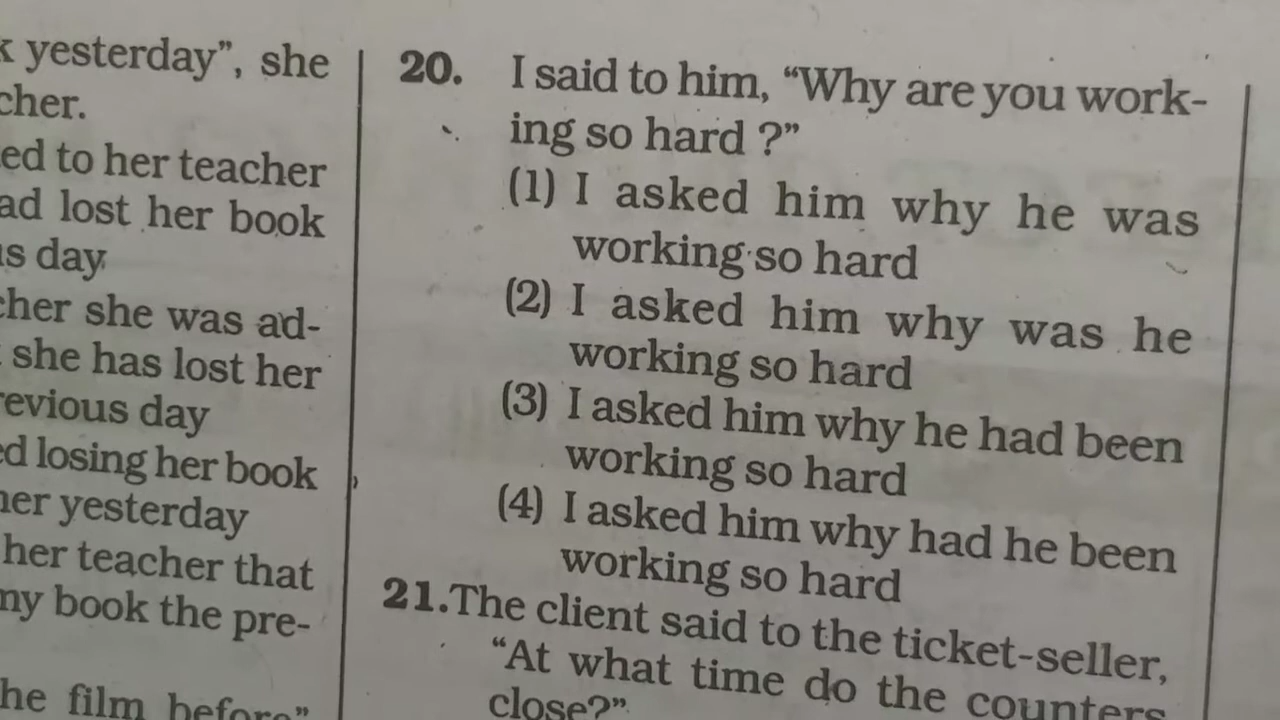 yesterday”, she
cher.
ed to her teacher
ad lost her book
s day
cher she was ad-
she has lost her
revious day
ed losing her book
her yesterday
her teacher that
my book the pre-
he film before”
20. I said to him, “Why are you work-
ing so hard ?”
(1) I asked him why he was
working so hard
(2) I asked him why was he
working so hard
(3) I asked him why he had been
working so hard
(4) I asked him why had he been
working so hard
21.The client said to the ticket-seller,
“At what time do the counters
close?”